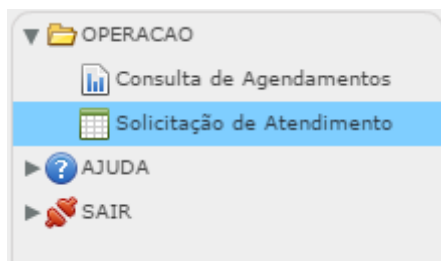 OPERACAO
Consulta de Agendamentos
Solicitação de Atendimento
AJUDA
SAIR